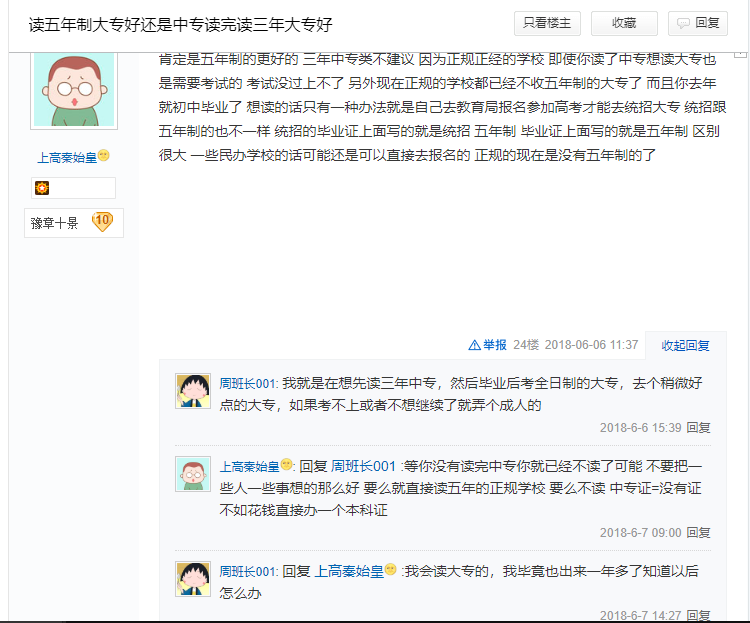 读五年制大专好还是中专读完读三年大专好
只看楼主
收藏
回复
肯定是五年制的更好的 三年中专类不建议 因为正规正经的学校 即使你读了中专想读大专也
是需要考试的 考试没过上不了 另外现在正规的学校都已经不收五年制的大专了 而且你去年
就初中毕业了 想读的话只有一种办法就是自己去教育局报名参加高考才能去统招大专 统招跟
五年制的也不一样 统招的毕业证上面写的就是统招 五年制 毕业证上面写的就是五年制 区别
很大 一些民办学校的话可能还是可以直接去报名的 正规的现在是没有五年制的了
上高秦始皇
豫章十景 10
举报 24楼 2018-06-06 11:37 收起回复
周班长001: 我就是在想先读三年中专，然后毕业后考全日制的大专，去个稍微好
点的大专，如果考不上或者不想继续了就弄个成人的
2018-6-6 15:39 回复
上高秦始皇: 回复 周班长001 :等你没有读完中专你就已经不读了可能 不要把一
些人一些事想的那么好 要么就直接读五年的正规学校 要么不读 中专证=没有证
不如花钱直接办一个本科证
2018-6-7 09:00 回复
周班长001: 回复 上高秦始皇 :我会读大专的，我毕竟也出来一年多了知道以后
怎么办
2018-6-7 14:27 回复